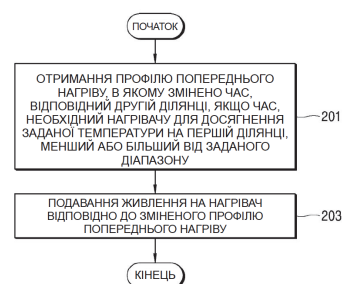 ПОЧАТОК
ОТРИМАННЯ ПРОФІЛЮ ПОПЕРЕДНЬОГО
НАГРІВУ, В ЯКОМУ ЗМІНЕНО ЧАС,
ВІДПОВІДНИЙ ДРУГІЙ ДІЛЯНЦІ, ЯКЩО ЧАС,
НЕОБХІДНИЙ НАГРІВАЧУ ДЛЯ ДОСЯГНЕННЯ
ЗАДАНОЇ ТЕМПЕРАТУРИ НА ПЕРШІЙ ДІЛЯНЦІ,
МЕНШИЙ АБО БІЛЬШИЙ ВІД ЗАДАНОГО
ДІАПАЗОНУ
201
ПОДАВАННЯ ЖИВЛЕННЯ НА НАГРІВАЧ
ВІДПОВІДНО ДО ЗМІНЕНОГО ПРОФІЛЮ
ПОПЕРЕДНЬОГО НАГРІВУ
203
КІНЕЦЬ